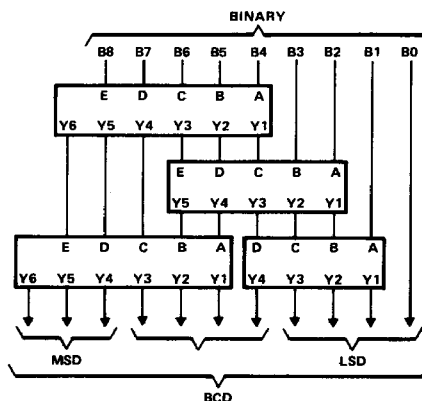 BINARY
B8 B7 B6 B5 B4 B3 B2 B1 B0
E D C B A
Y6 Y5 Y4 Y3 Y2 Y1
E D C B A
Y5 Y4 Y3 Y2 Y1
E D C B A D C B A
Y6 Y5 Y4 Y3 Y2 Y1 Y4 Y3 Y2 Y1
MSD LSD
BCD